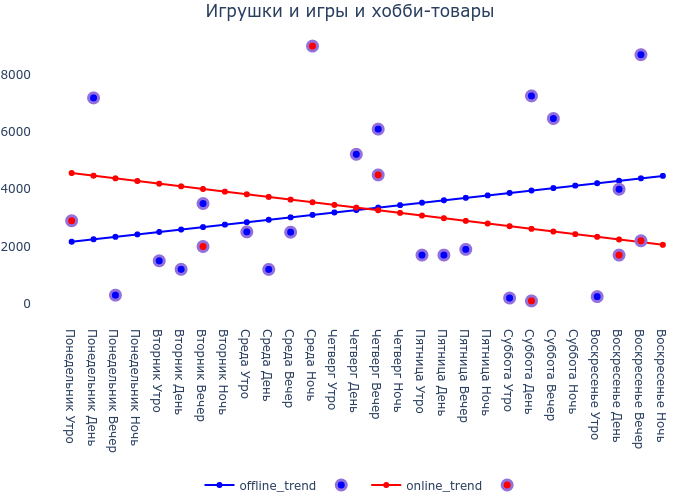 Игрушки и игры и хобби-товары
8000
6000
4000
2000
0
Понедельник Утро
Понедельник День
Понедельник Вечер
Понедельник Ночь
Вторник Утро
Вторник День
Вторник Вечер
Вторник Ночь
Среда Утро
Среда День
Среда Вечер
Среда Ночь
Четверг Утро
Четверг День
Четверг Вечер
Четверг Ночь
Пятница Утро
Пятница День
Пятница Вечер
Пятница Ночь
Суббота Утро
Суббота День
Суббота Вечер
Суббота Ночь
Воскресенье Утро
Воскресенье День
Воскресенье Вечер
Воскресенье Ночь
offline_trend
online_trend